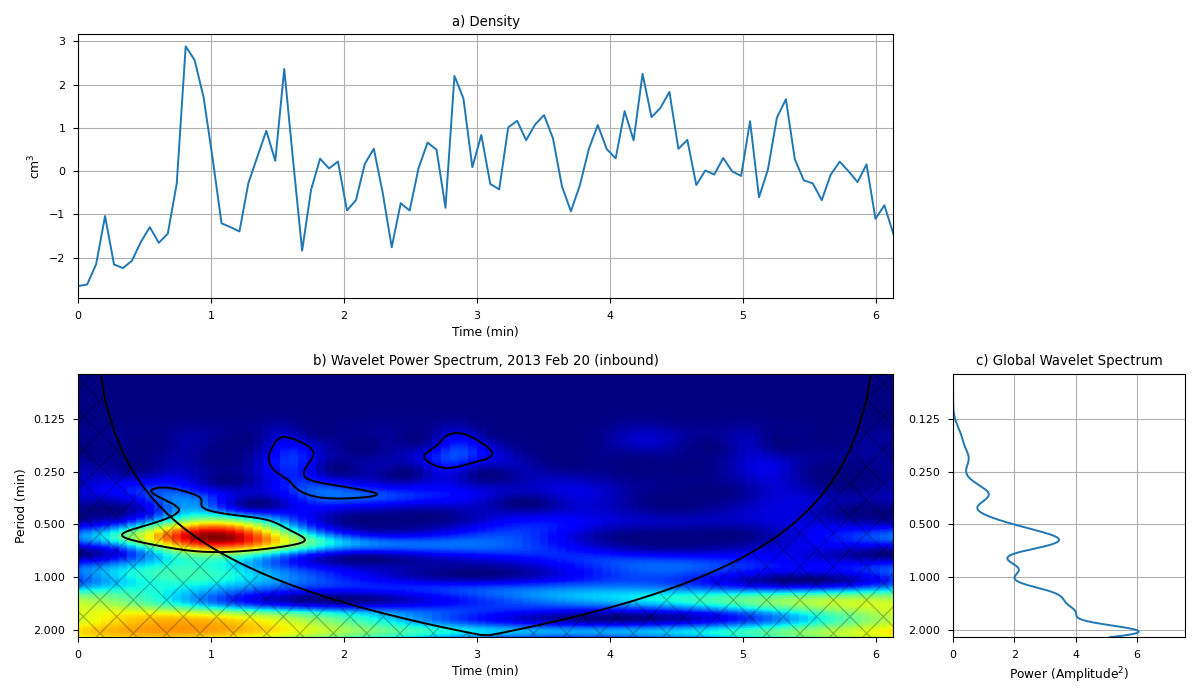 a) Density
3
2
1
0
−1
−2
cm³
0 1 2 3 4 5 6
Time (min)
b) Wavelet Power Spectrum, 2013 Feb 20 (inbound)
0.125
0.250
0.500
1.000
2.000
Period (min)
0 1 2 3 4 5 6
Time (min)
c) Global Wavelet Spectrum
0.125
0.250
0.500
1.000
2.000
0 2 4 6
Power (Amplitude²)